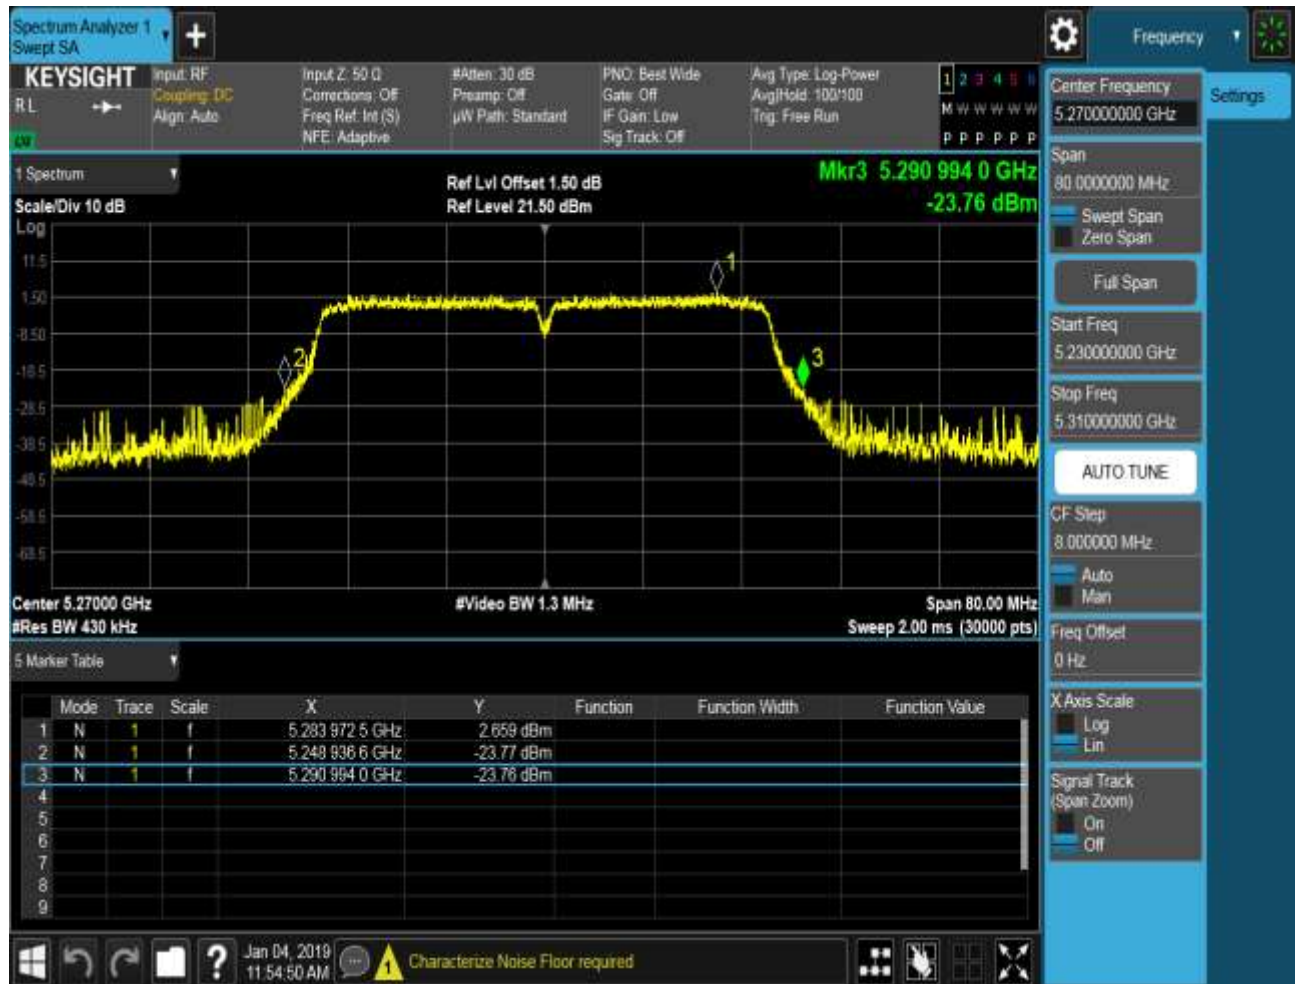 Spectrum Analyzer 1
Swept SA
Frequency
KEYSIGHT
RL
Input: RF
Coupling: DC
Align: Auto
Input Z: 50 Ω
Corrections: Off
Freq Ref: Int (S)
NFE: Adaptive
#Atten: 30 dB
Preamp: Off
µW Path: Standard
PNO: Best Wide
Gate: Off
IF Gain: Low
Sig Track: Off
Avg Type: Log-Power
Avg|Hold: 100/100
Trig: Free Run
1 2 3 4 5 6
M W W W W W
P P P P P P
1 Spectrum
Scale/Div 10 dB
Log
Ref Lvl Offset 1.50 dB
Ref Level 21.50 dBm
Mkr3 5.290 994 0 GHz
-23.76 dBm
11.5
1.50
-8.50
-18.5
-28.5
-38.5
-48.5
-58.5
-68.5
1
2
3
Center 5.27000 GHz
#Video BW 1.3 MHz
Span 80.00 MHz
#Res BW 430 kHz
Sweep 2.00 ms (30000 pts)
5 Marker Table
Mode Trace Scale X Y Function Function Width Function Value
1 N 1 f 5.283 972 5 GHz 2.659 dBm
2 N 1 f 5.248 936 6 GHz -23.77 dBm
3 N 1 f 5.290 994 0 GHz -23.76 dBm
4
5
6
7
8
9
Jan 04, 2019
11:54:50 AM
Characterize Noise Floor required
Settings
Center Frequency
5.270000000 GHz
Span
80.0000000 MHz
Swept Span
Zero Span
Full Span
Start Freq
5.230000000 GHz
Stop Freq
5.310000000 GHz
AUTO TUNE
CF Step
8.000000 MHz
Auto
Man
Freq Offset
0 Hz
X Axis Scale
Log
Lin
Signal Track
(Span Zoom)
On
Off